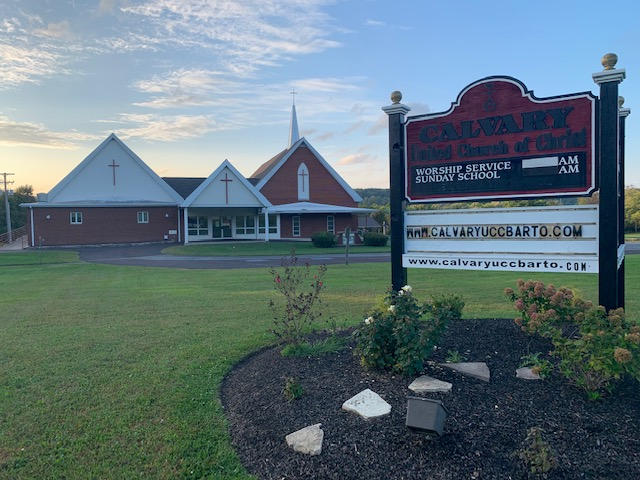 CALVARY
United Church of Christ
WORSHIP SERVICE AM
SUNDAY SCHOOL AM
WWW.CALVARYUCCBARTO.COM
WWW.CALVARYUCCBARTO.COM